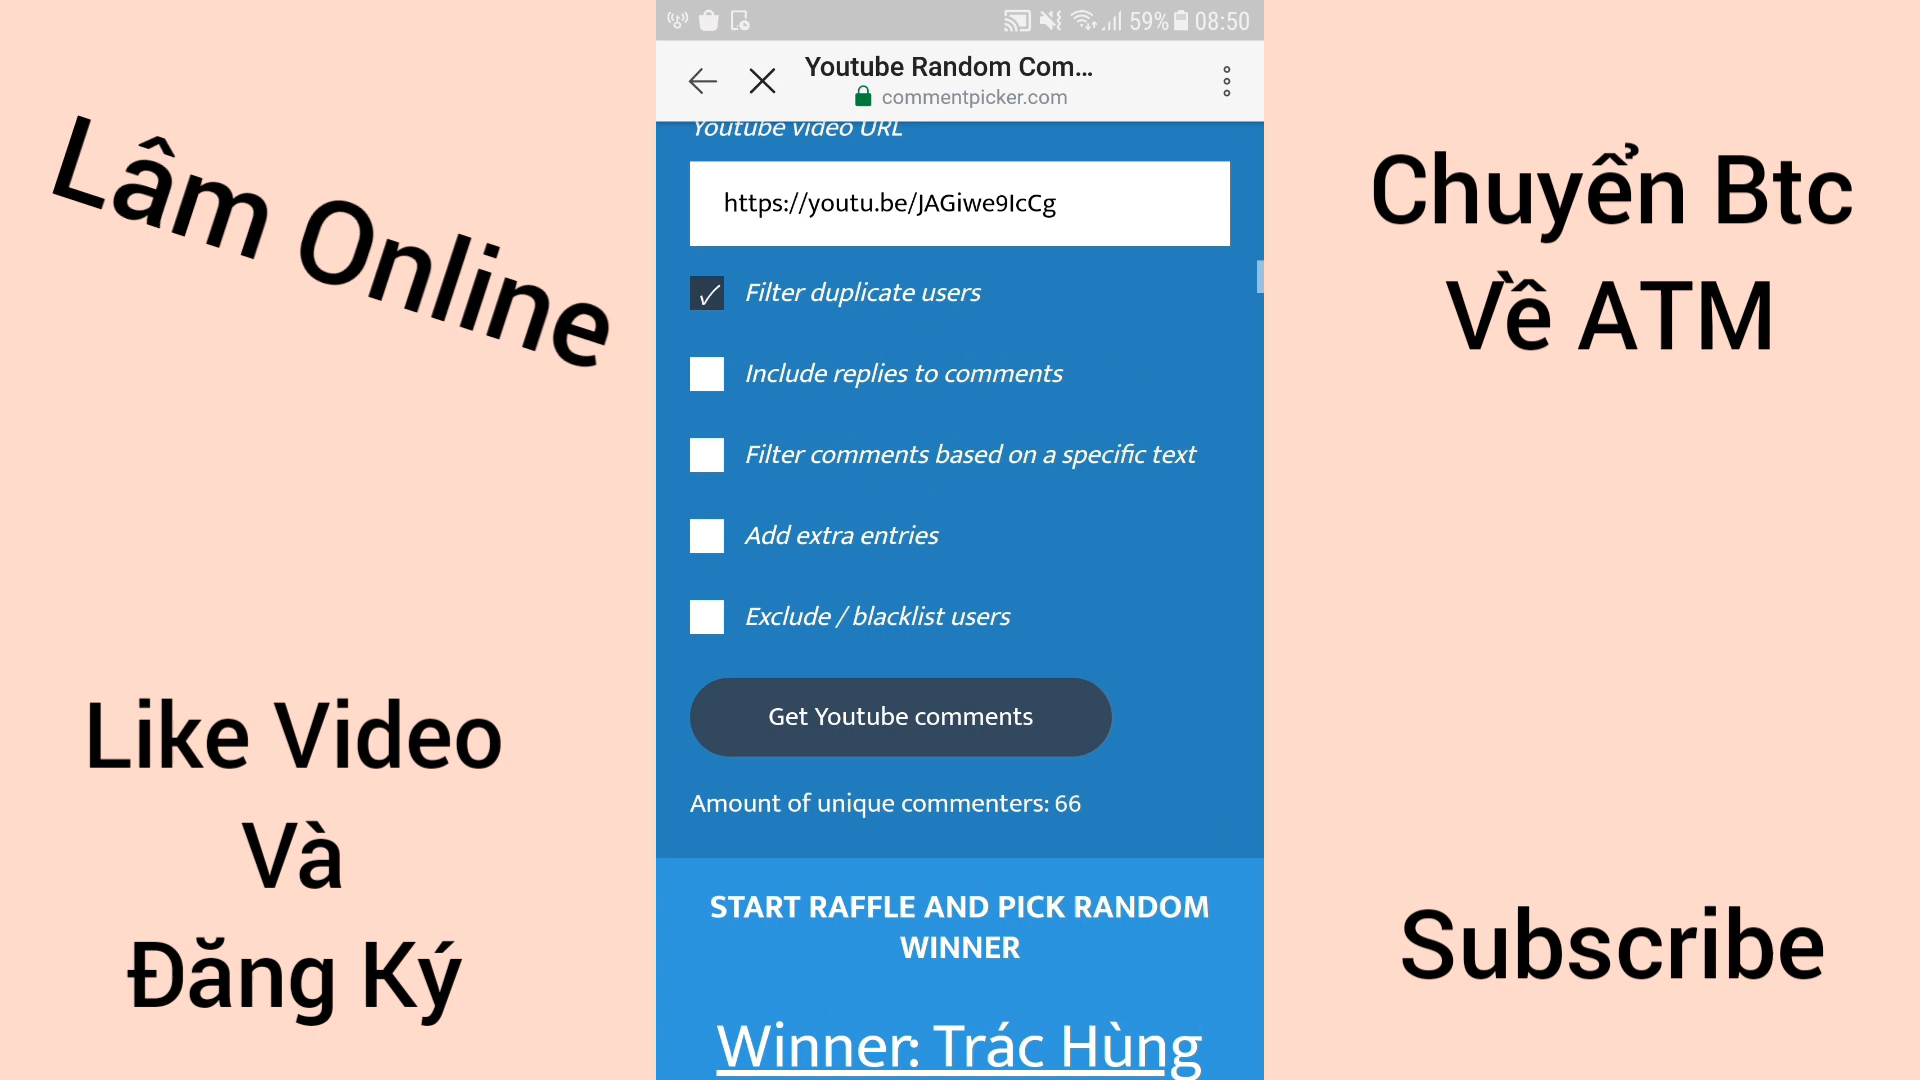 59% 08:50
Youtube Random Com...
commentpicker.com
Youtube video URL
https://youtu.be/JAGiwe9IcCg
Filter duplicate users
Include replies to comments
Filter comments based on a specific text
Add extra entries
Exclude / blacklist users
Get Youtube comments
Amount of unique commenters: 66
START RAFFLE AND PICK RANDOM
WINNER
Winner: Trác Hùng
Lâm Online
Like Video
Và
Đăng Ký
Chuyển Btc
Về ATM
Subscribe